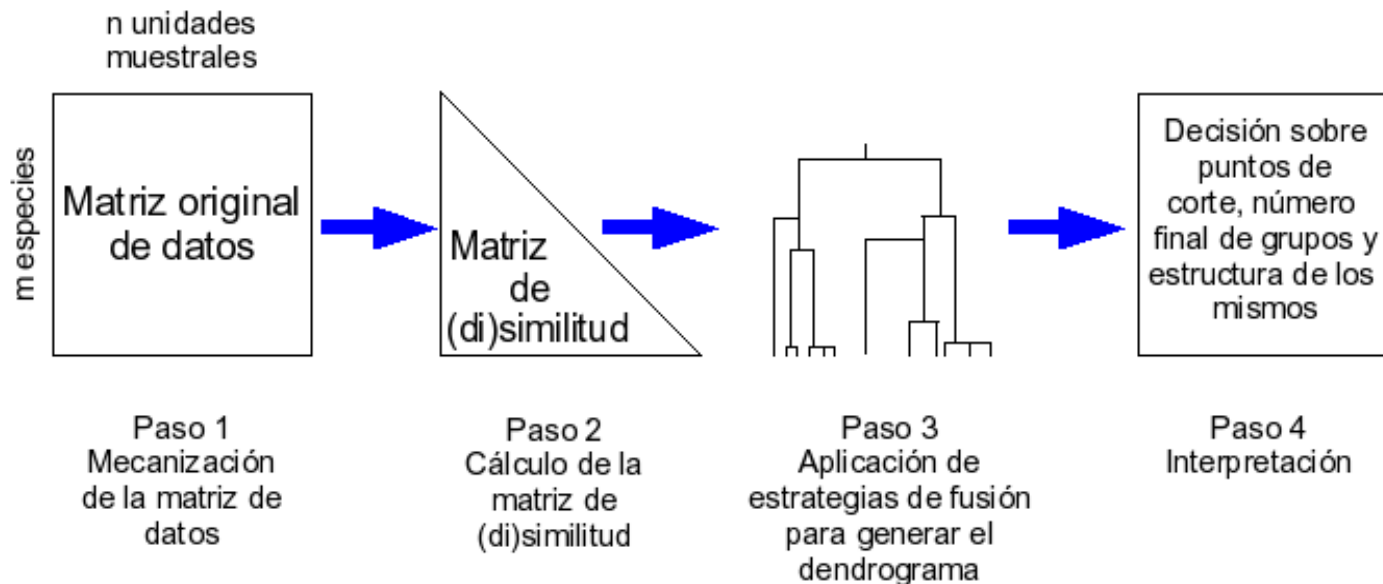 n unidades
muestrales
m especies
Matriz original
de datos
Matriz
de
(di)similitud
Decisión sobre
puntos de
corte, número
final de grupos y
estructura de los
mismos
Paso 1
Mecanización
de la matriz de
datos
Paso 2
Cálculo de la
matriz de
(di)similitud
Paso 3
Aplicación de
estrategias de fusión
para generar el
dendrograma
Paso 4
Interpretación